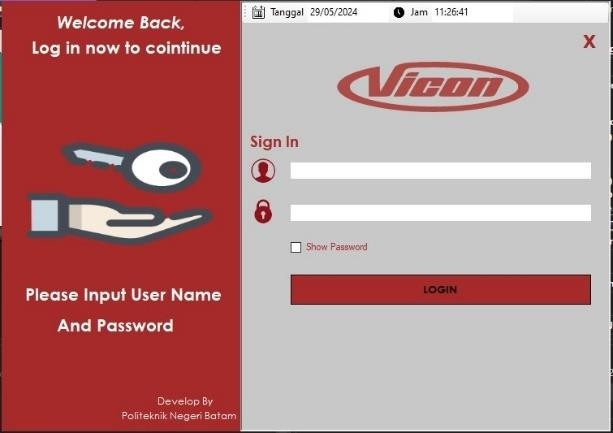 Welcome Back,
Log in now to cointinue
Please Input User Name
And Password
Develop By
Politeknik Negeri Batam
Tanggal 29/05/2024 Jam 11:26:41
X
Vicon
Sign In
Show Password
LOGIN